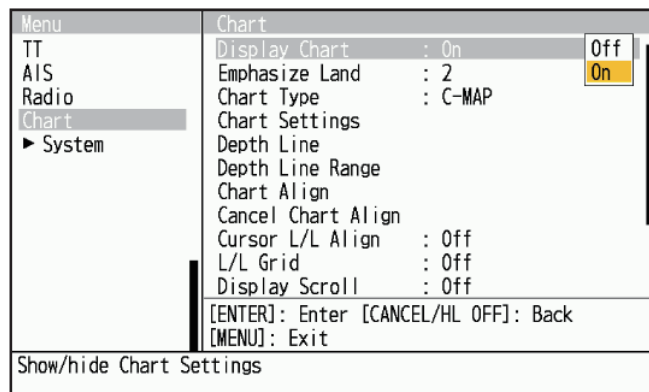 Menu
TT
AIS
Radio
Chart
► System
Chart
Display Chart : On
Emphasize Land : 2
Chart Type : C-MAP
Chart Settings
Depth Line
Depth Line Range
Chart Align
Cancel Chart Align
Cursor L/L Align : Off
L/L Grid : Off
Display Scroll : Off
Off
On
[ENTER]: Enter [CANCEL/HL OFF]: Back
[MENU]: Exit
Show/hide Chart Settings